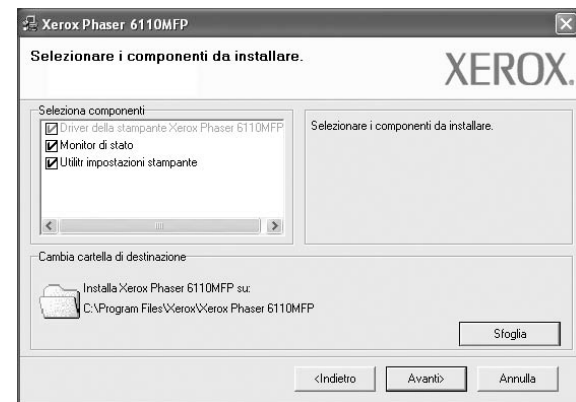 Xerox Phaser 6110MFP
Selezionare i componenti da installare.
XEROX.
Seleziona componenti
Driver della stampante Xerox Phaser 6110MFP
Monitor di stato
Utilitr impostazioni stampante
Selezionare i componenti da installare.
Cambia cartella di destinazione
Installa Xerox Phaser 6110MFP su:
C:\Program Files\Xerox\Xerox Phaser 6110MFP
Sfoglia
<Indietro
Avanti>
Annulla